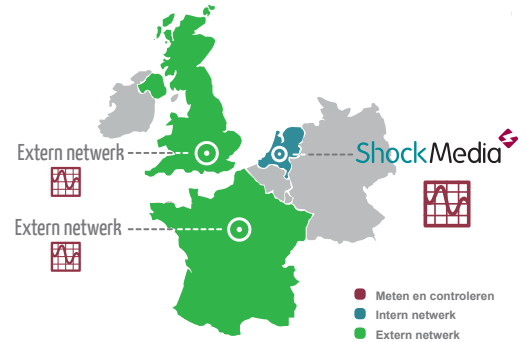 Extern netwerk
ShockMedia
Extern netwerk
Meten en controleren
Intern netwerk
Extern netwerk